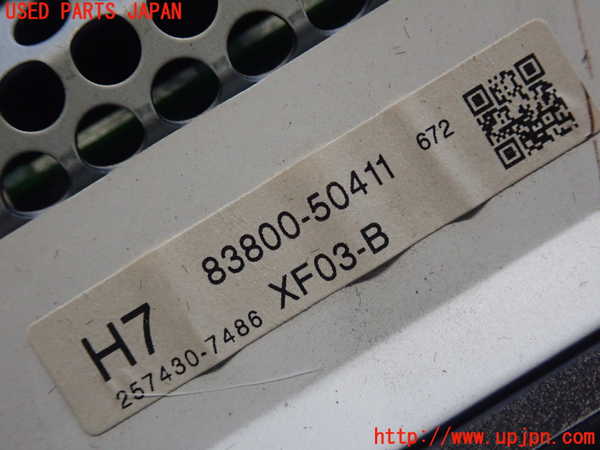 USED PARTS JAPAN
83800-50411 672
H7 XF03-B
257430-7486
http://www.upjpn.com/